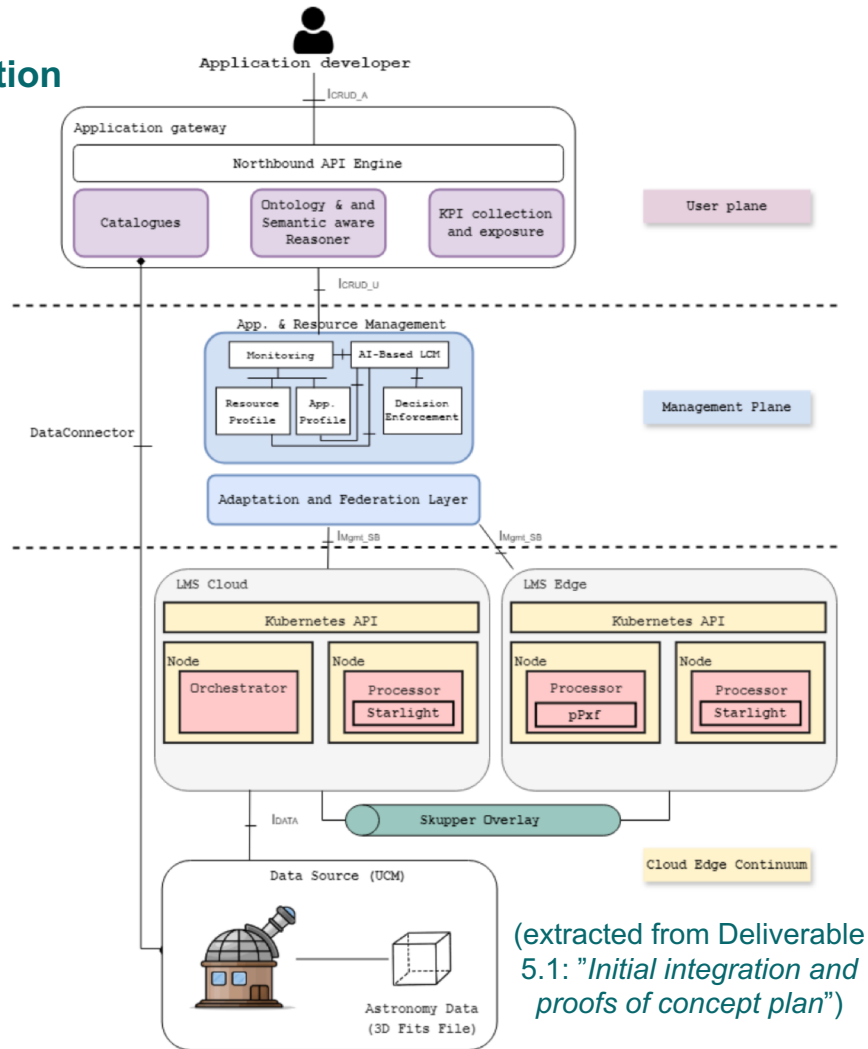 tion
Application developer
ICRUD_A
Application gateway
Northbound API Engine
Catalogues
Ontology & and
Semantic aware
Reasoner
KPI collection
and exposure
User plane
ICRUD_U
App. & Resource Management
Monitoring
AI-Based LCM
Resource
Profile
App.
Profile
Decision
Enforcement
Management Plane
DataConnector
Adaptation and Federation Layer
IMgmt_SB
IMgmt_SB
LMS Cloud
Kubernetes API
Node
Orchestrator
Node
Processor
Starlight
LMS Edge
Kubernetes API
Node
Processor
pPxf
Node
Processor
Starlight
IDATA
Skupper Overlay
Cloud Edge Continuum
Data Source (UCM)
Astronomy Data
(3D Fits File)
(extracted from Deliverable
5.1: ”Initial integration and
proofs of concept plan”)